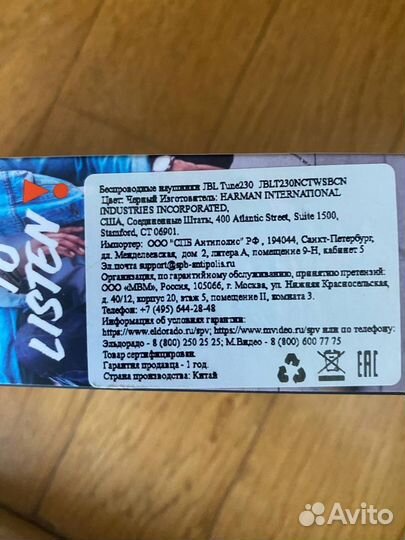 TO
LISTEN
Беспроводные наушники JBL Tune230 JBLT230NCTWSBCN
Цвет: Черный Изготовитель: HARMAN INTERNATIONAL
INDUSTRIES INCORPORATED,
США, Соединенные Штаты, 400 Atlantic Street, Suite 1500,
Stamford, CT 06901.
Импортер: ООО "СПБ Антиполис" РФ , 194044, Санкт-Петербург,
пл. Менделеевская, дом 2, литера А, помещение 9-Н, кабинет 5
Эл.почта support@spb-antipolis.ru
Организация, по гарантийному обслуживанию, принятию претензий:
ООО «МВМ», Россия, 105066, г. Москва, ул. Нижняя Красносельская,
д. 40/12, корпус 20, этаж 5, помещение II, комната 3.
Телефон: +7 (495) 644-28-48
Информация об условиях гарантии:
https://www.eldorado.ru/spv; https://www.mvideo.ru/spv или по телефону:
Эльдорадо - 8 (800) 250 25 25; М.Видео - 8 (800) 600 77 75
Товар сертифицирован.
Гарантия продавца - 1 год.
Страна производства: Китай
EAC
Avito